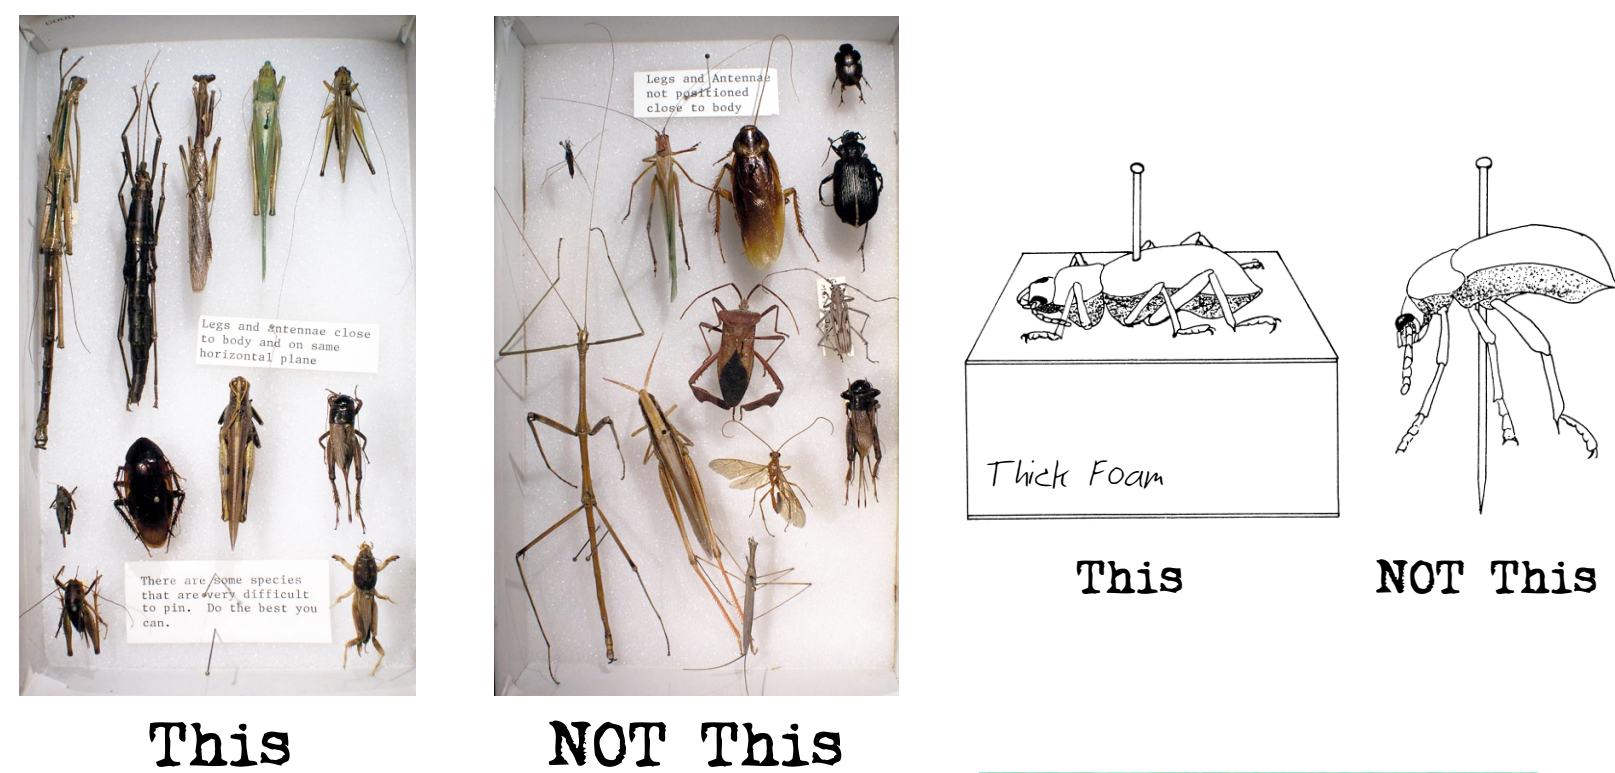 Legs and antennae close
to body and on same
horizontal plane
There are some species
that are very difficult
to pin. Do the best you
can.
This
Legs and Antennae
not positioned
close to body
NOT This
Thick Foam
This
NOT This